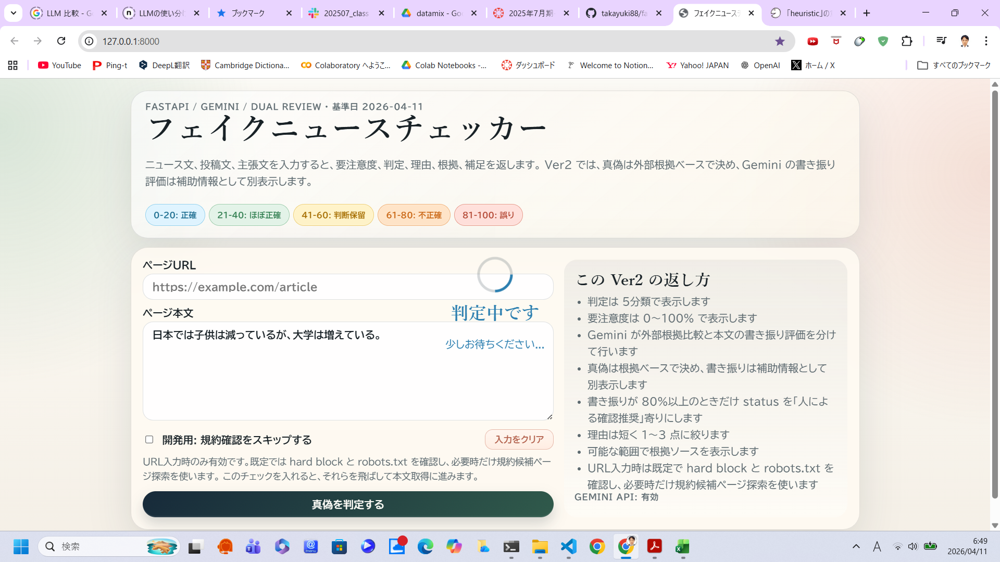 LLM 比較 - G
LLMの使い分け
ブックマーク
202507_class
datamix - Go
2025年7月期
takayuki88/fa
フェイクニュース
「heuristic」の
127.0.0.1:8000
YouTube
Ping-t
DeepL翻訳
Cambridge Dictiona...
Colaboratory へようこ...
Colab Notebooks -...
ダッシュボード
Welcome to Notion...
Yahoo! JAPAN
OpenAI
ホーム / X
すべてのブックマーク
FASTAPI / GEMINI / DUAL REVIEW・基準日 2026-04-11
フェイクニュースチェッカー
ニュース文、投稿文、主張文を入力すると、要注意度、判定、理由、根拠、補足を返します。Ver2 では、真偽は外部根拠ベースで決め、Gemini の書き振り
評価は補助情報として別表示します。
0-20: 正確
21-40: ほぼ正確
41-60: 判断保留
61-80: 不正確
81-100: 誤り
ページURL
https://example.com/article
ページ本文
判定中です
日本では子供は減っているが、大学は増えている。
少しお待ちください...
開発用: 規約確認をスキップする
入力をクリア
URL入力時のみ有効です。既定では hard block と robots.txt を確認し、必要時だけ規約候補ペー
ジ探索を使います。このチェックを入れると、それらを飛ばして本文取得に進みます。
真偽を判定する
この Ver2 の返し方
• 判定は 5分類で表示します
• 要注意度は 0〜100% で表示します
• Gemini が外部根拠比較と本文の書き振り評価を分け
て行います
• 真偽は根拠ベースで決め、書き振りは補助情報として
別表示します
• 書き振りが 80%以上のときだけ status を「人によ
る確認推奨」寄りにします
• 理由は短く 1〜3 点に絞ります
• 可能な範囲で根拠ソースを表示します
• URL入力時は既定で hard block と robots.txt を
確認し、必要時だけ規約候補ページ探索を使います
GEMINI API: 有効
検索
A
6:49
2026/04/11